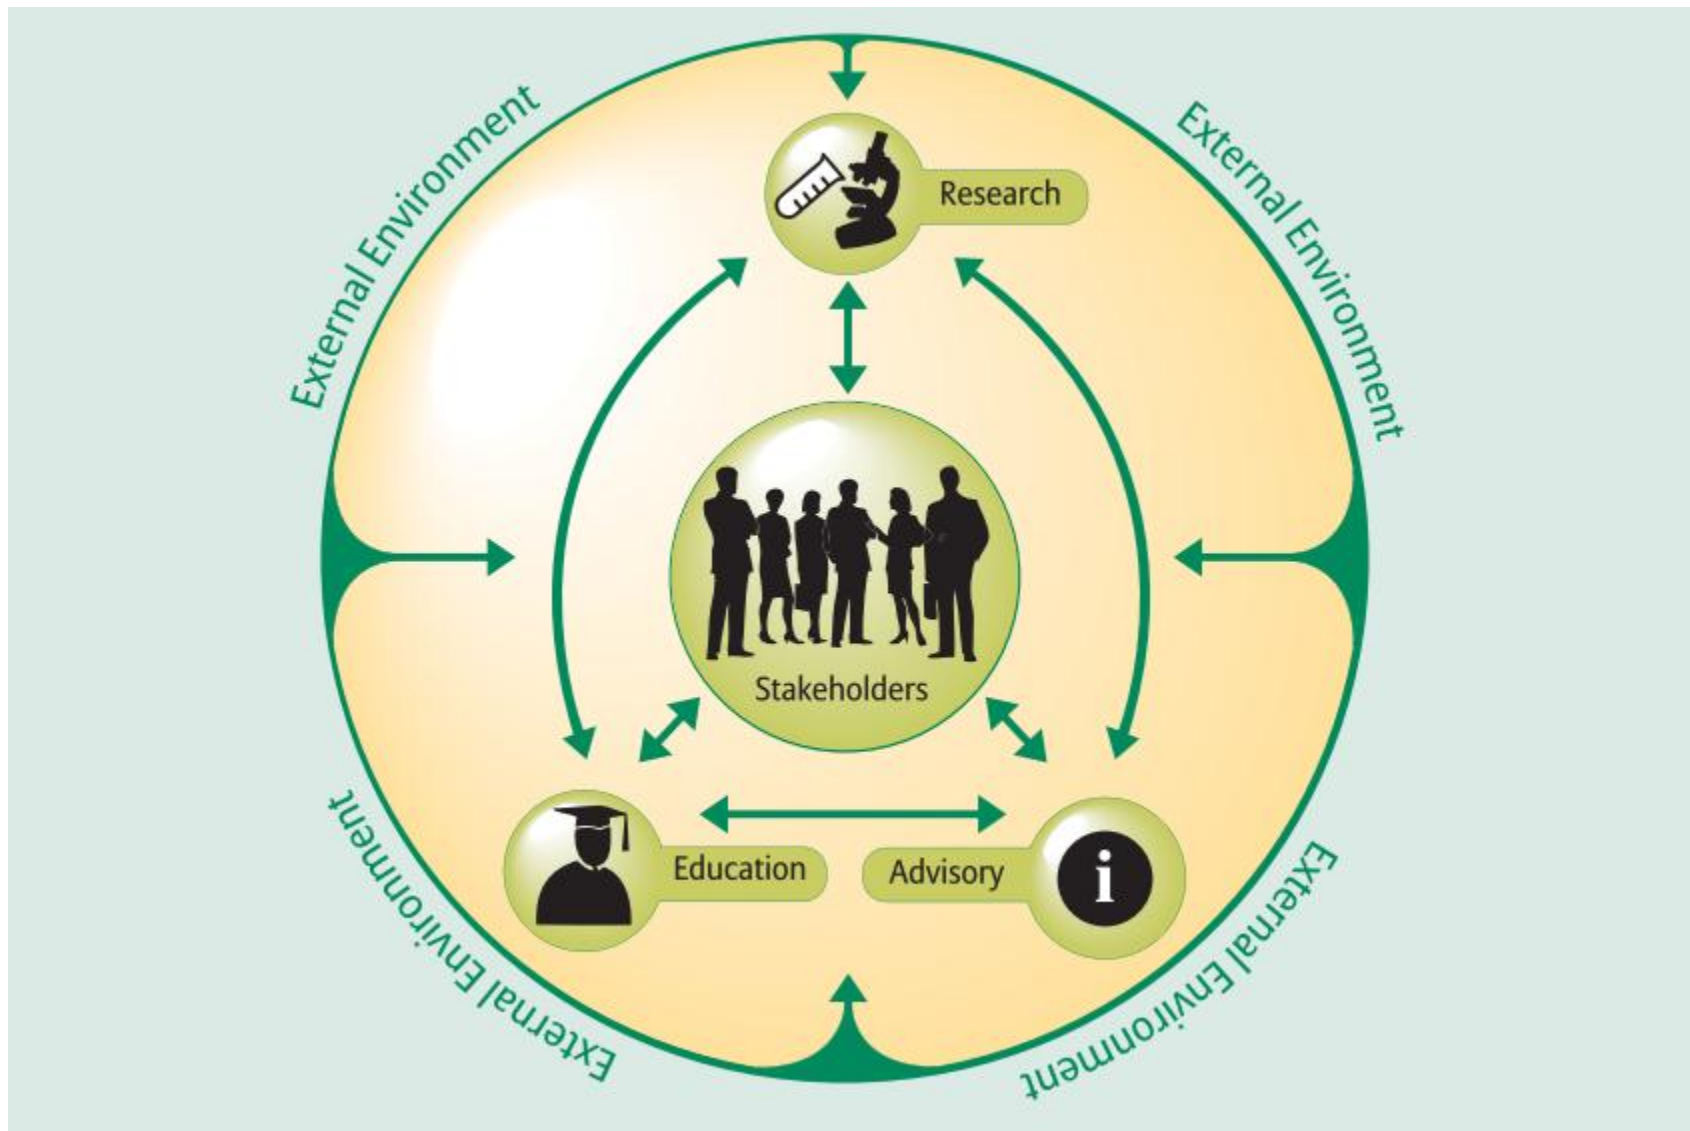 External Environment
External Environment
Research
Stakeholders
Education
Advisory
i
External Environment
External Environment